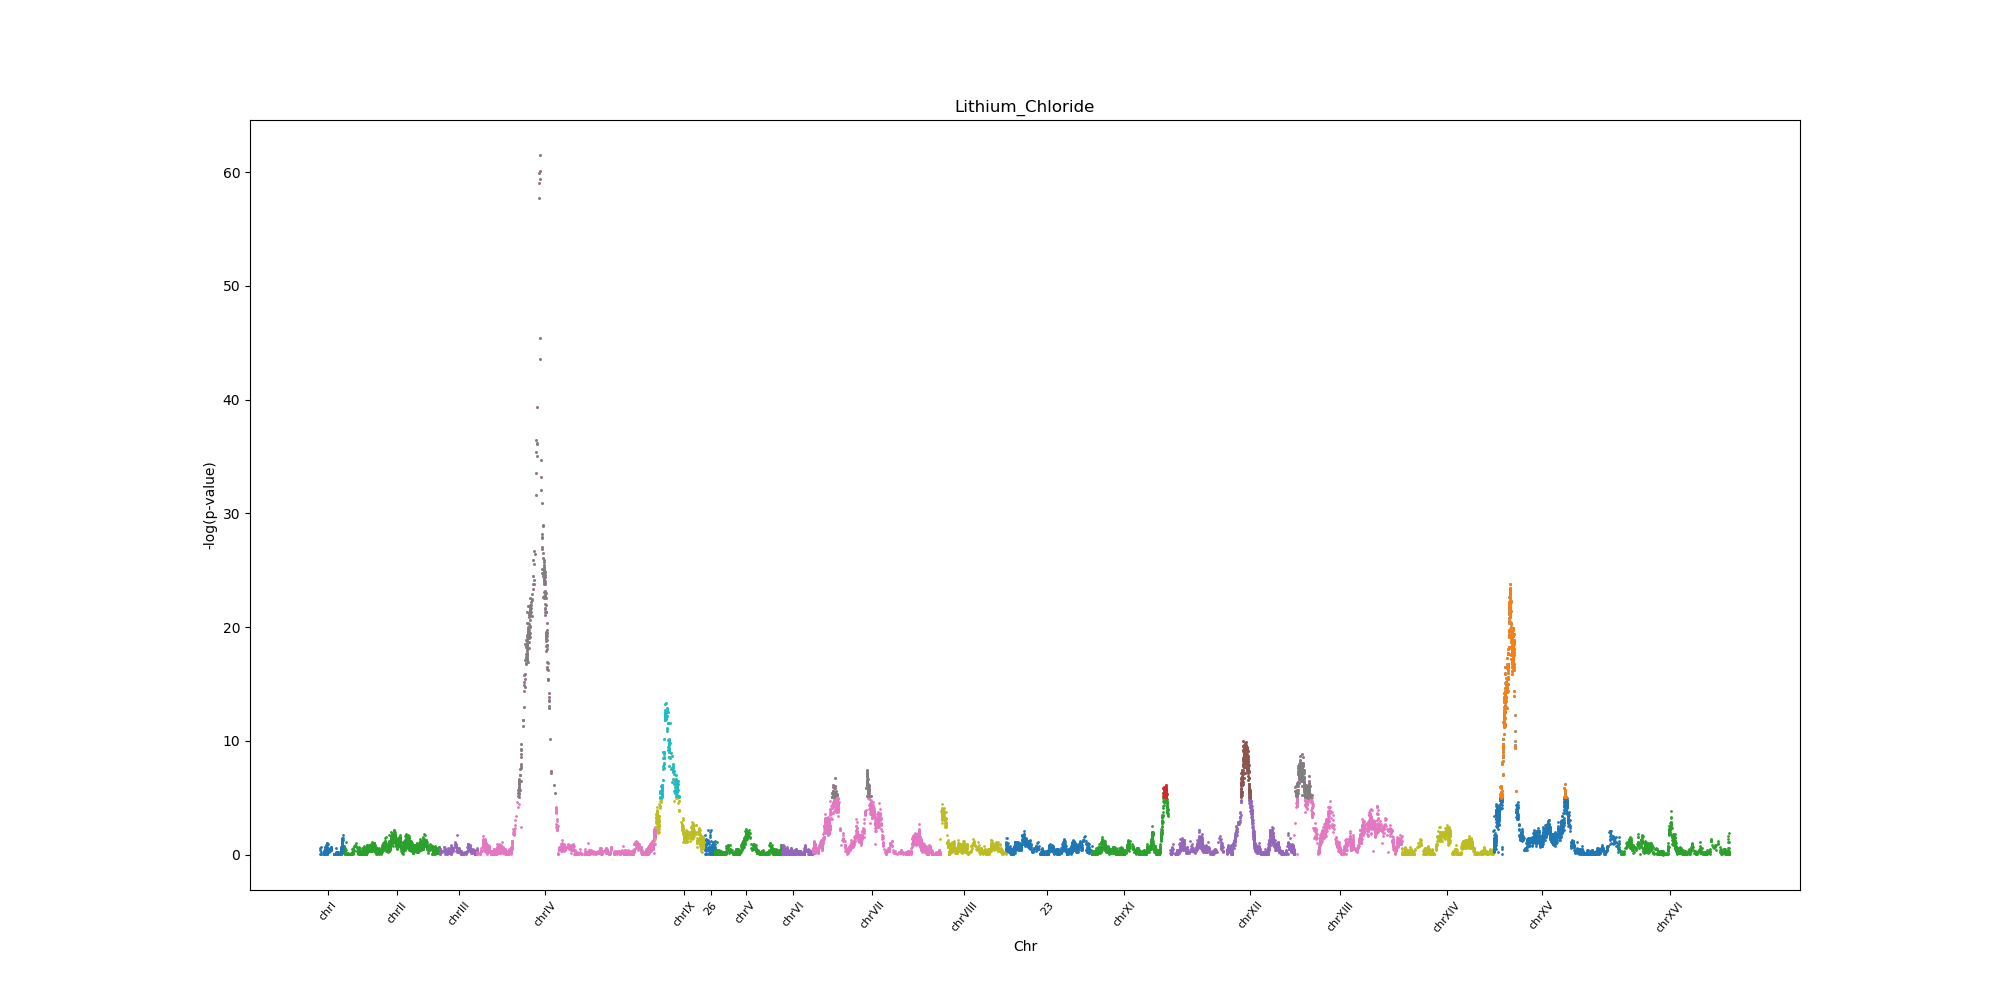 Lithium_Chloride
60
50
40
30
20
10
0
-log(p-value)
chrI chrII chrIII chrIV chrIX 26 chrV chrVI chrVII chrVIII 23 chrXI chrXII chrXIII chrXIV chrXV chrXVI
Chr